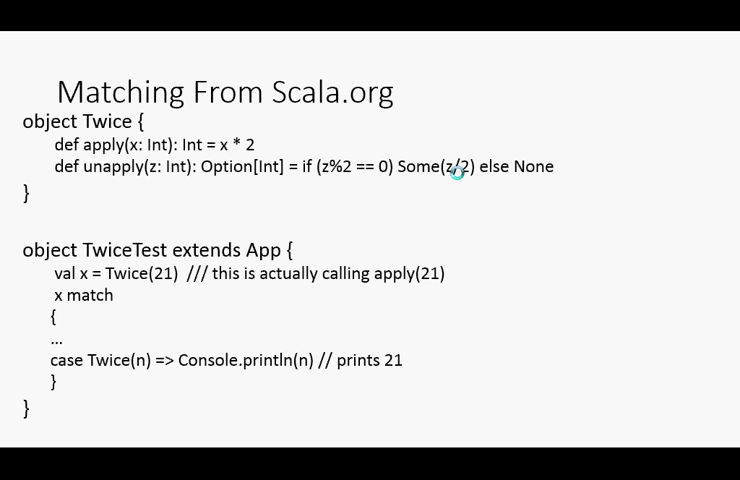 Matching From Scala.org
object Twice {
def apply(x: Int): Int = x * 2
def unapply(z: Int): Option[Int] = if (z%2 == 0) Some(z/2) else None
}
object TwiceTest extends App {
val x = Twice(21) /// this is actually calling apply(21)
x match
{
...
case Twice(n) => Console.println(n) // prints 21
}
}